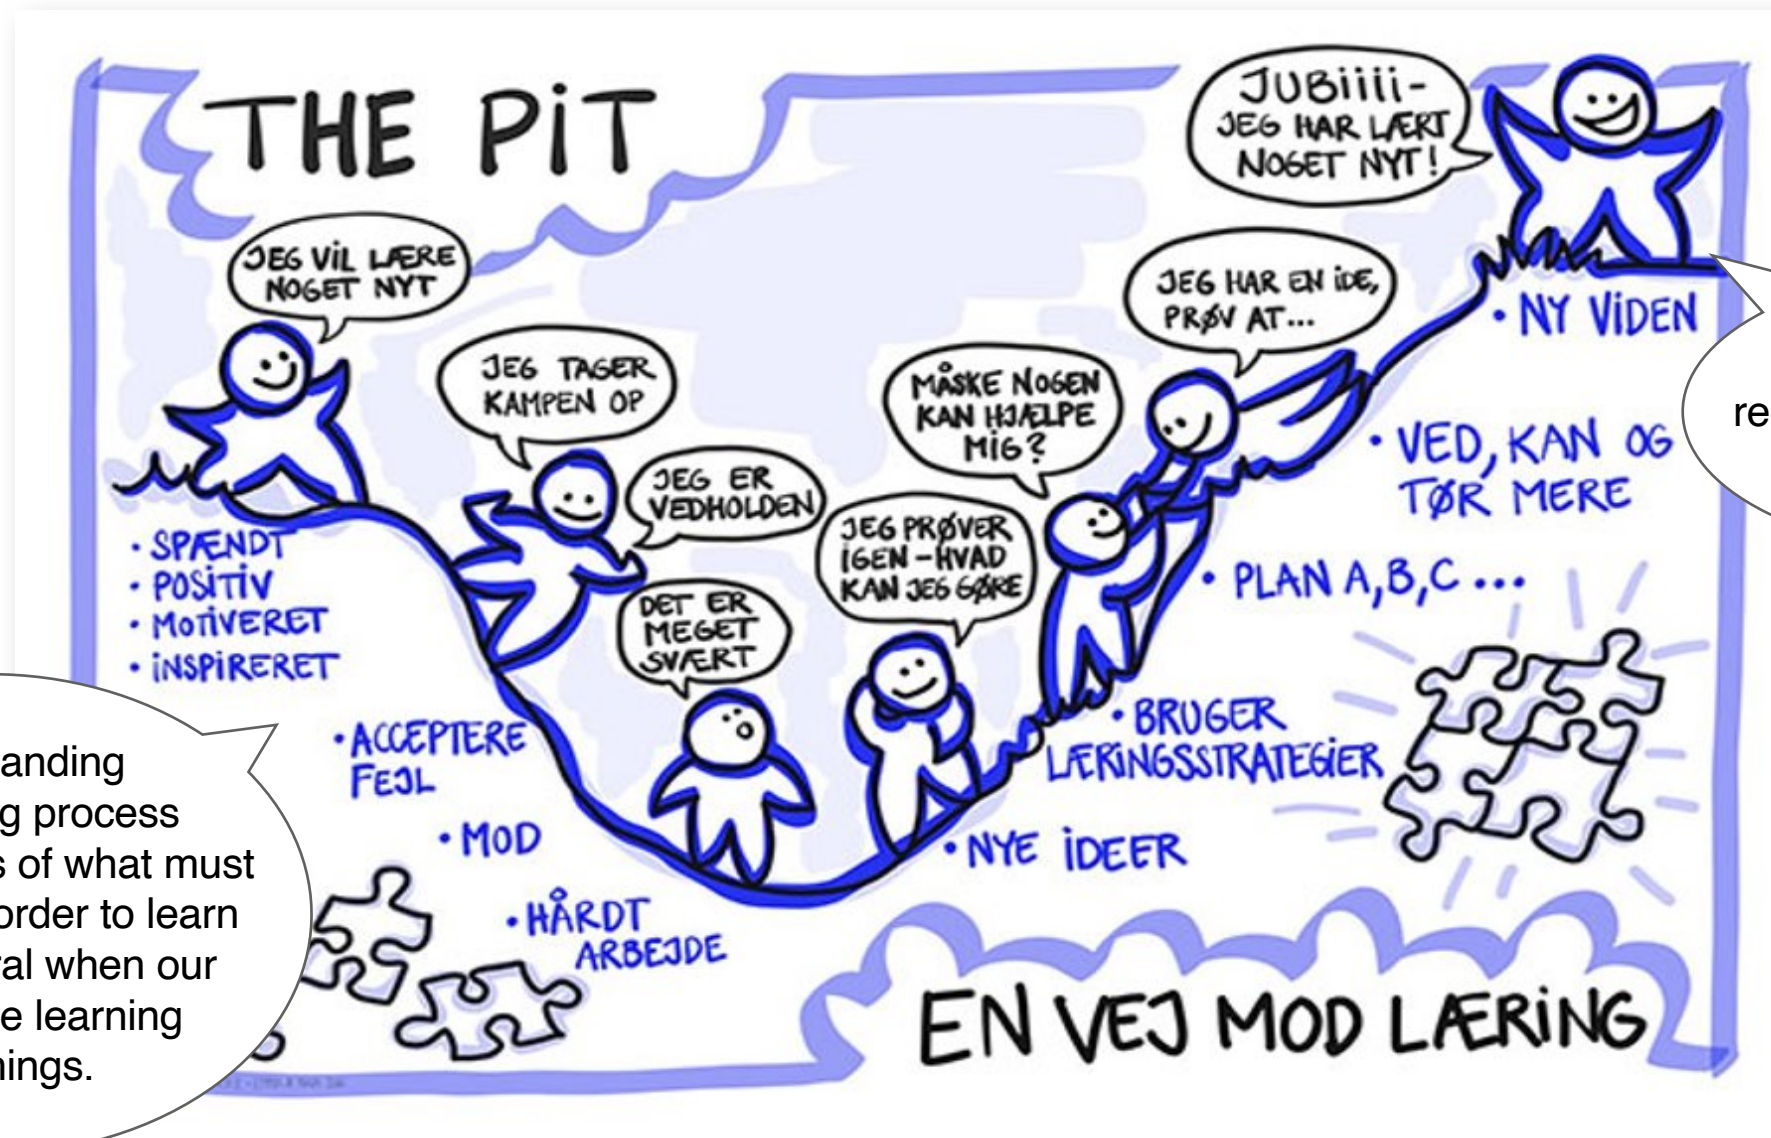 THE PiT
JUBiiii-
JEG HAR LÆRT
NOGET NYT!
JEG ViL LÆRE
NOGET NYT
JEG TAGER
KAMPEN OP
JEG ER
VEDHOLDEN
DET ER
MEGET
SVÆRT
JEG PRØVER
iGEN - HVAD
KAN JEG GØRE
MÅSKE NOGEN
KAN HJÆLPE
MiG?
JEG HAR EN iDE,
PRØV AT...
• SPÆNDT
• POSiTiV
• MOTiVERET
• iNSPiRERET
• ACCEPTERE
FEJL
• MOD
• HÅRDT
ARBEJDE
• NYE iDEER
• BRUGER
LÆRiNGSSTRATEGiER
• PLAN A, B, C ...
• VED, KAN OG
TØR MERE
• NY ViDEN
re
anding
g process
s of what must
order to learn
ral when our
e learning
nings.
EN VEJ MOD LÆRiNG